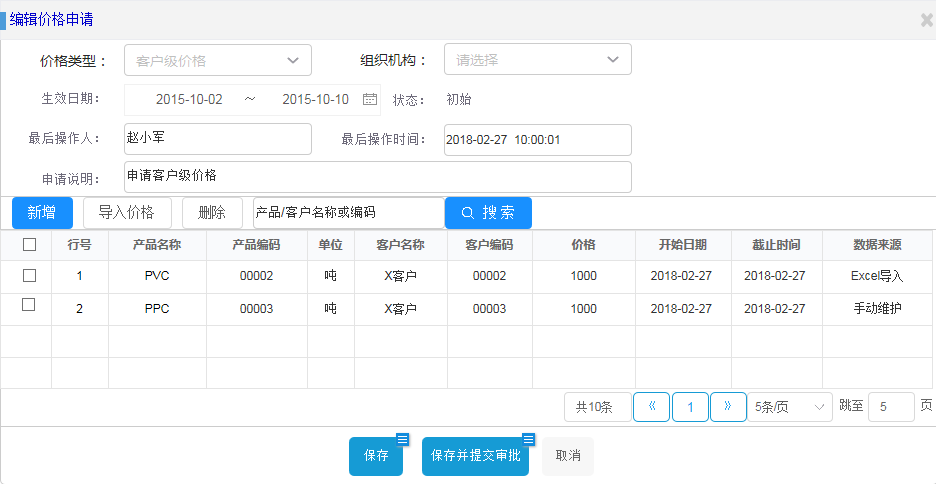 编辑价格申请
价格类型： 客户级价格 组织机构： 请选择
生效日期： 2015-10-02 ~ 2015-10-10 状态： 初始
最后操作人： 赵小军 最后操作时间： 2018-02-27 10:00:01
申请说明： 申请客户级价格
新增 导入价格 删除 产品/客户名称或编码 搜索
行号 产品名称 产品编码 单位 客户名称 客户编码 价格 开始日期 截止时间 数据来源
1 PVC 00002 吨 X客户 00002 1000 2018-02-27 2018-02-27 Excel导入
2 PPC 00003 吨 X客户 00003 1000 2018-02-27 2018-02-27 手动维护
共10条 « 1 » 5条/页 跳至 5 页
保存 保存并提交审批 取消